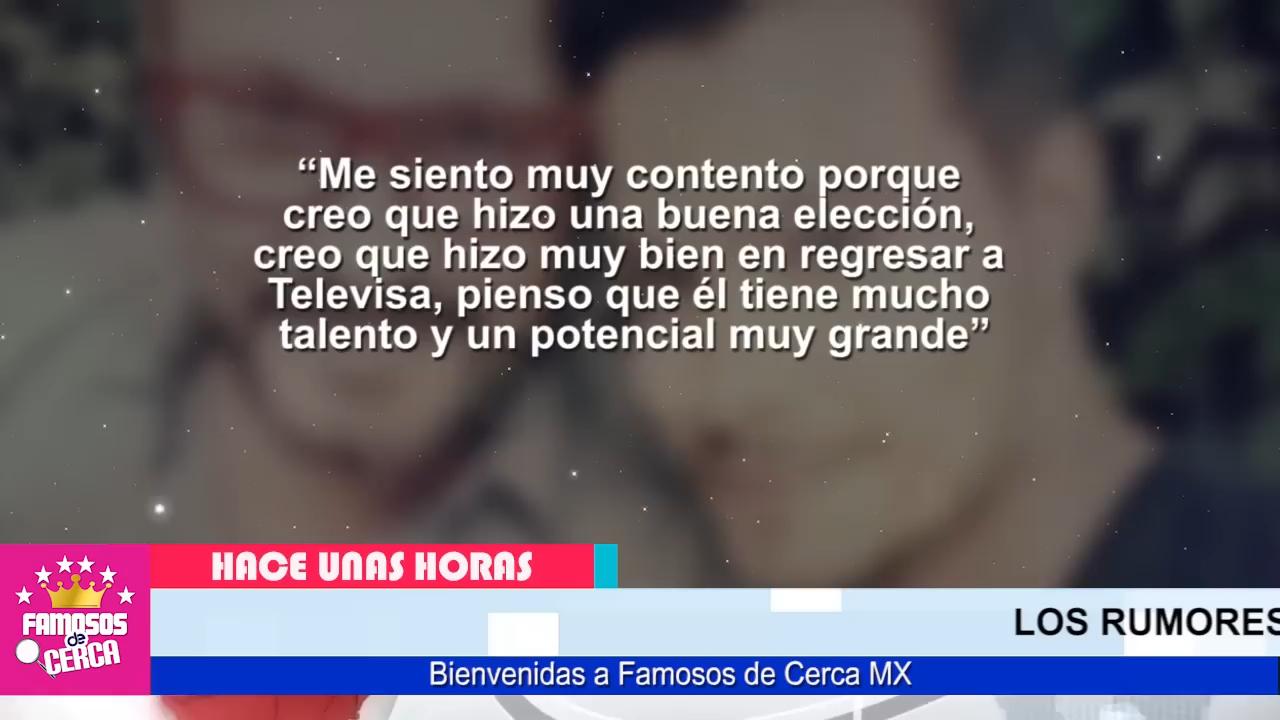 “Me siento muy contento porque
creo que hizo una buena elección,
creo que hizo muy bien en regresar a
Televisa, pienso que él tiene mucho
talento y un potencial muy grande”
HACE UNAS HORAS
FAMOSOS
de
CERCA
LOS RUMORES
Bienvenidas a Famosos de Cerca MX